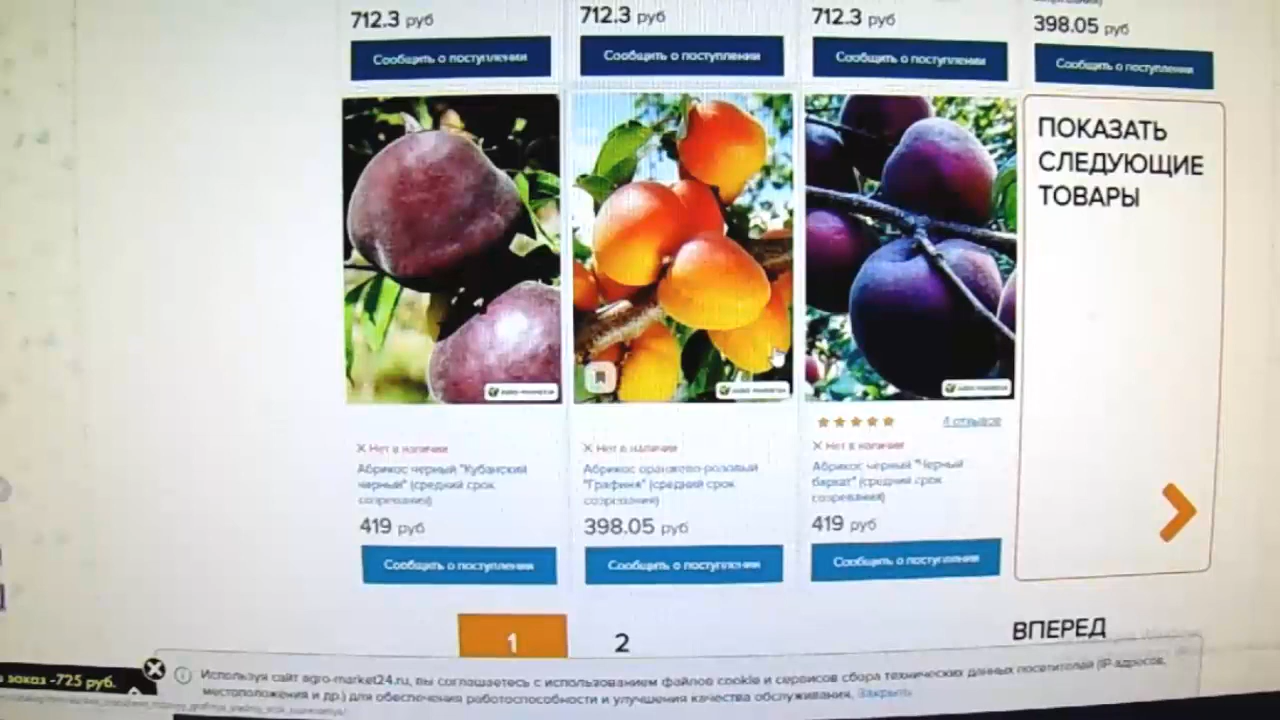 712.3 руб
712.3 руб
712.3 руб
398.05 руб
Сообщить о поступлении
Сообщить о поступлении
Сообщить о поступлении
Сообщить о поступлении
ПОКАЗАТЬ
СЛЕДУЮЩИЕ
ТОВАРЫ
4 отзывов
Нет в наличии
Абрикос черный "Кубанский
черный" (средний срок
созревания)
419 руб
Сообщить о поступлении
Нет в наличии
Абрикос оранжево-розовый
"Графиня" (средний срок
созревания)
398.05 руб
Сообщить о поступлении
Нет в наличии
Абрикос черный "Черный
бархат" (средний срок
созревания)
419 руб
Сообщить о поступлении
1
2
ВПЕРЕД
заказ -725 руб.
Используя сайт agro-market24.ru, вы соглашаетесь с использованием файлов cookie и сервисов сбора технических данных посетителей (IP-адресов,
местоположения и др.) для обеспечения работоспособности и улучшения качества обслуживания. Закрыть